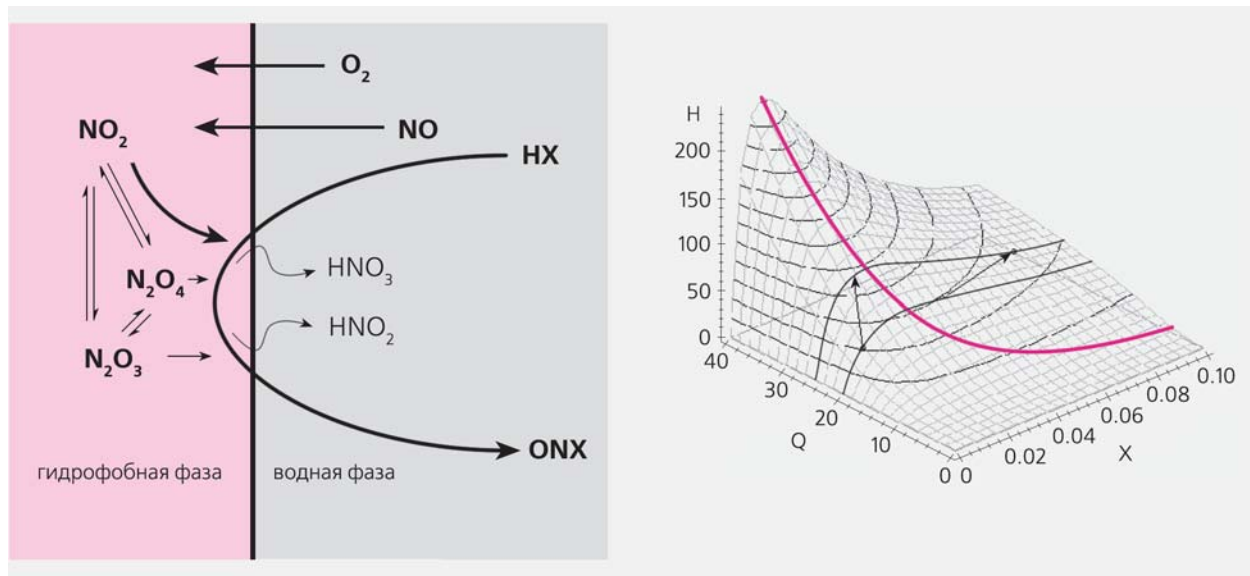 O₂
NO₂
NO
HX
N₂O₄
HNO₃
HNO₂
N₂O₃
ONX
гидрофобная фаза
водная фаза
H
200
150
100
50
0
40
30
20
10
0
Q
0
0.02
0.04
0.06
0.08
0.10
X